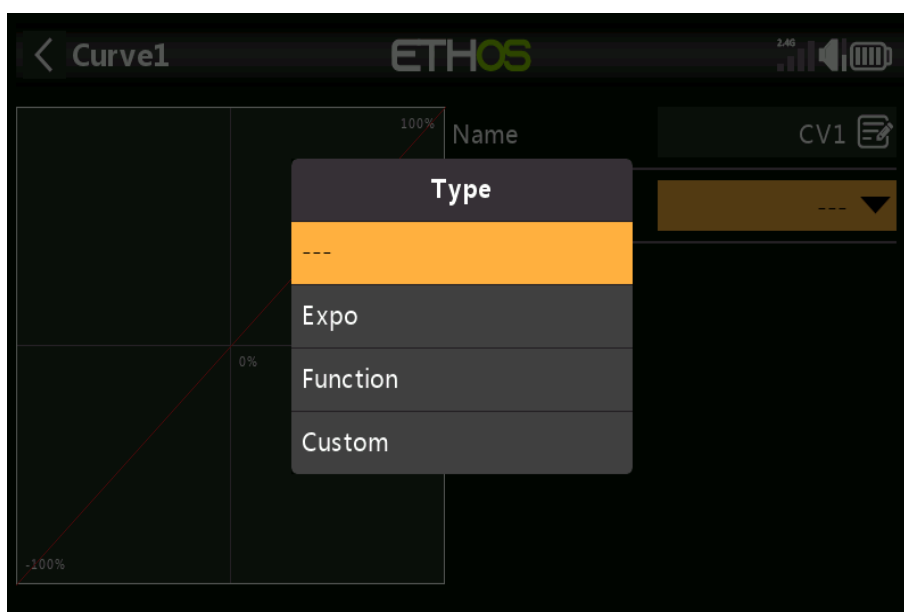 Curve1
ETHOS
2.4G
100%
Name
CV1
Type
---
---
Expo
0%
Function
Custom
-100%